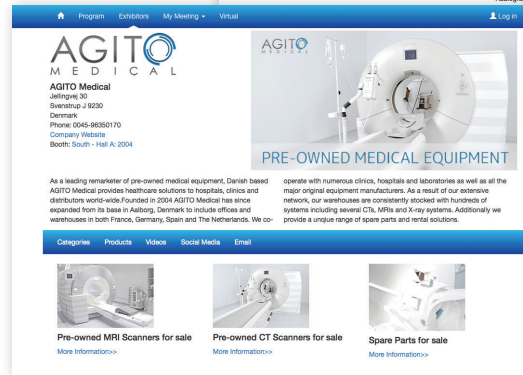 Program Exhibitors My Meeting Virtual Log in
AGITO
MEDICAL
AGITO
MEDICAL
PRE-OWNED MEDICAL EQUIPMENT
AGITO Medical
Jellingvej 30
Svenstrup J 9230
Denmark
Phone: 0045-96350170
Company Website
Booth: South - Hall A: 2004
As a leading remarketer of pre-owned medical equipment, Danish based
AGITO Medical provides healthcare solutions to hospitals, clinics and
distributors world-wide.Founded in 2004 AGITO Medical has since
expanded from its base in Aalborg, Denmark to include offices and
warehouses in both France, Germany, Spain and The Netherlands. We co-
operate with numerous clinics, hospitals and laboratories as well as all the
major original equipment manufacturers. As a result of our extensive
network, our warehouses are consistently stocked with hundreds of
systems including several CTs, MRIs and X-ray systems. Additionally we
provide a unqiue range of spare parts and rental solutions.
Categories Products Videos Social Media Email
Pre-owned MRI Scanners for sale
More Information>>
Pre-owned CT Scanners for sale
More Information>>
Spare Parts for sale
More Information>>